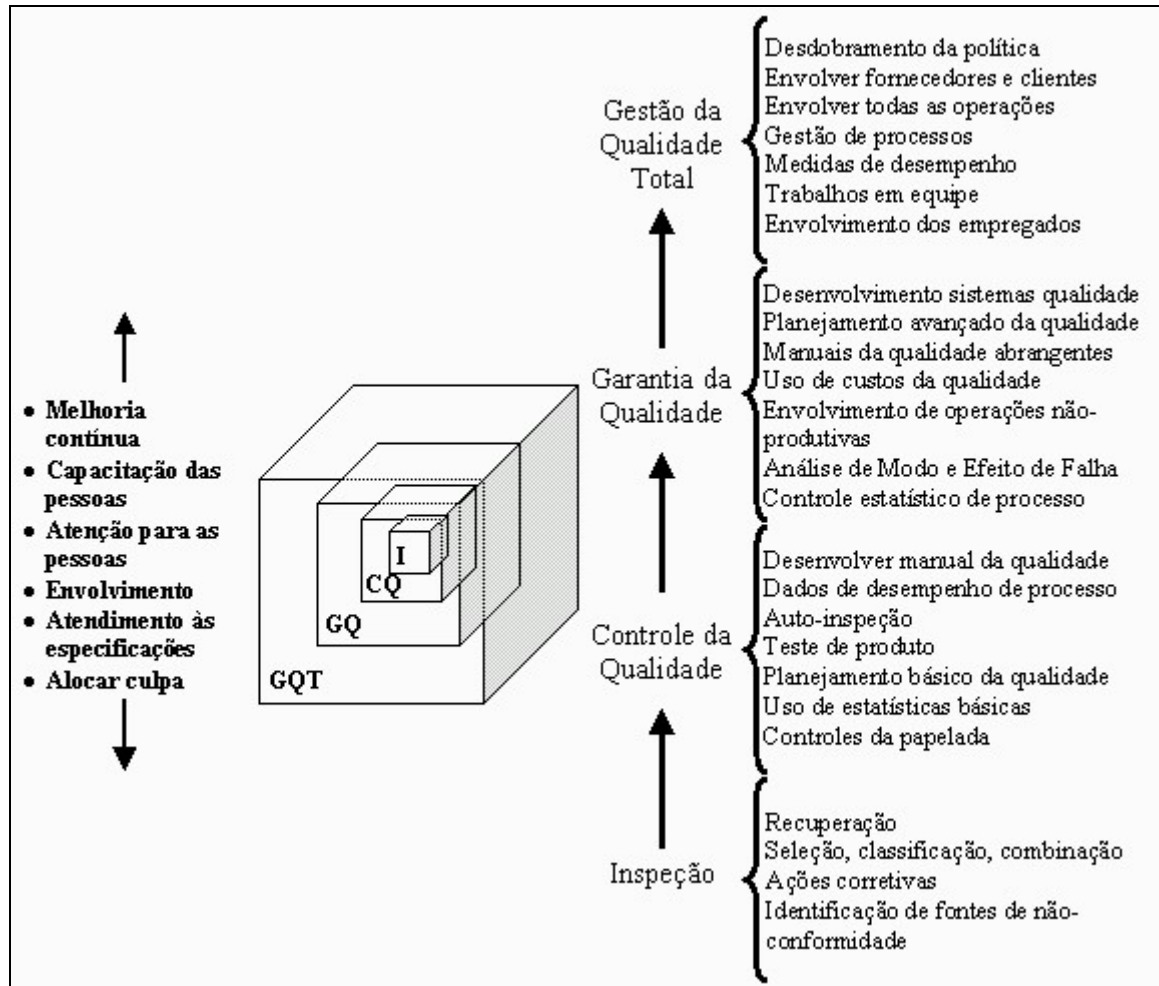 • Melhoria
contínua
• Capacitação das
pessoas
• Atenção para as
pessoas
• Envolvimento
• Atendimento às
especificações
• Alocar culpa
I
CQ
GQ
GQT
Gestão da
Qualidade
Total
Desdobramento da política
Envolver fornecedores e clientes
Envolver todas as operações
Gestão de processos
Medidas de desempenho
Trabalhos em equipe
Envolvimento dos empregados
Garantia da
Qualidade
Desenvolvimento sistemas qualidade
Planejamento avançado da qualidade
Manuais da qualidade abrangentes
Uso de custos da qualidade
Envolvimento de operações não-
produtivas
Análise de Modo e Efeito de Falha
Controle estatístico de processo
Controle da
Qualidade
Desenvolver manual da qualidade
Dados de desempenho de processo
Auto-inspeção
Teste de produto
Planejamento básico da qualidade
Uso de estatísticas básicas
Controles da papelada
Inspeção
Recuperação
Seleção, classificação, combinação
Ações corretivas
Identificação de fontes de não-
conformidade